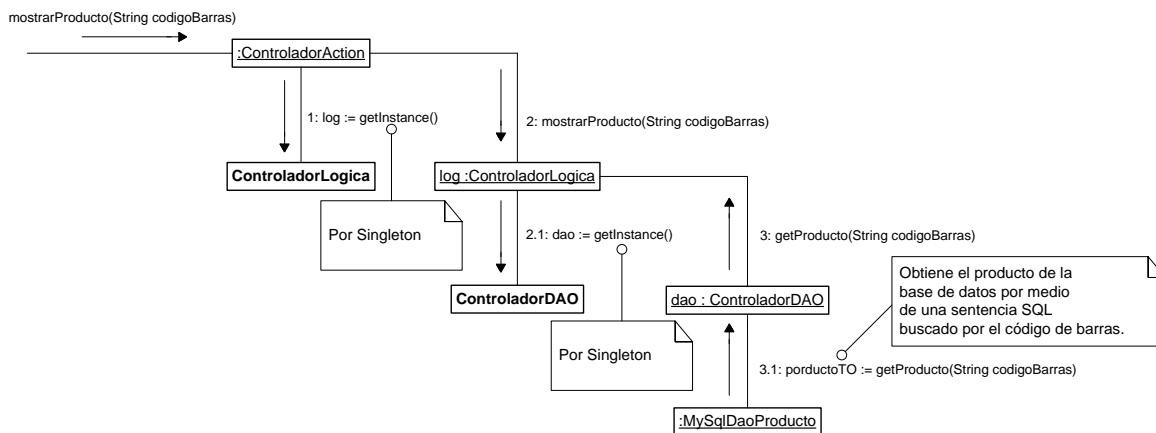 mostrarProducto(String codigoBarras)
:ControladorAction
1: log := getInstance()
2: mostrarProducto(String codigoBarras)
ControladorLogica
log :ControladorLogica
Por Singleton
2.1: dao := getInstance()
3: getProducto(String codigoBarras)
Obtiene el producto de la
base de datos por medio
de una sentencia SQL
buscado por el código de barras.
ControladorDAO
dao : ControladorDAO
Por Singleton
3.1: porductoTO := getProducto(String codigoBarras)
:MySqlDaoProducto